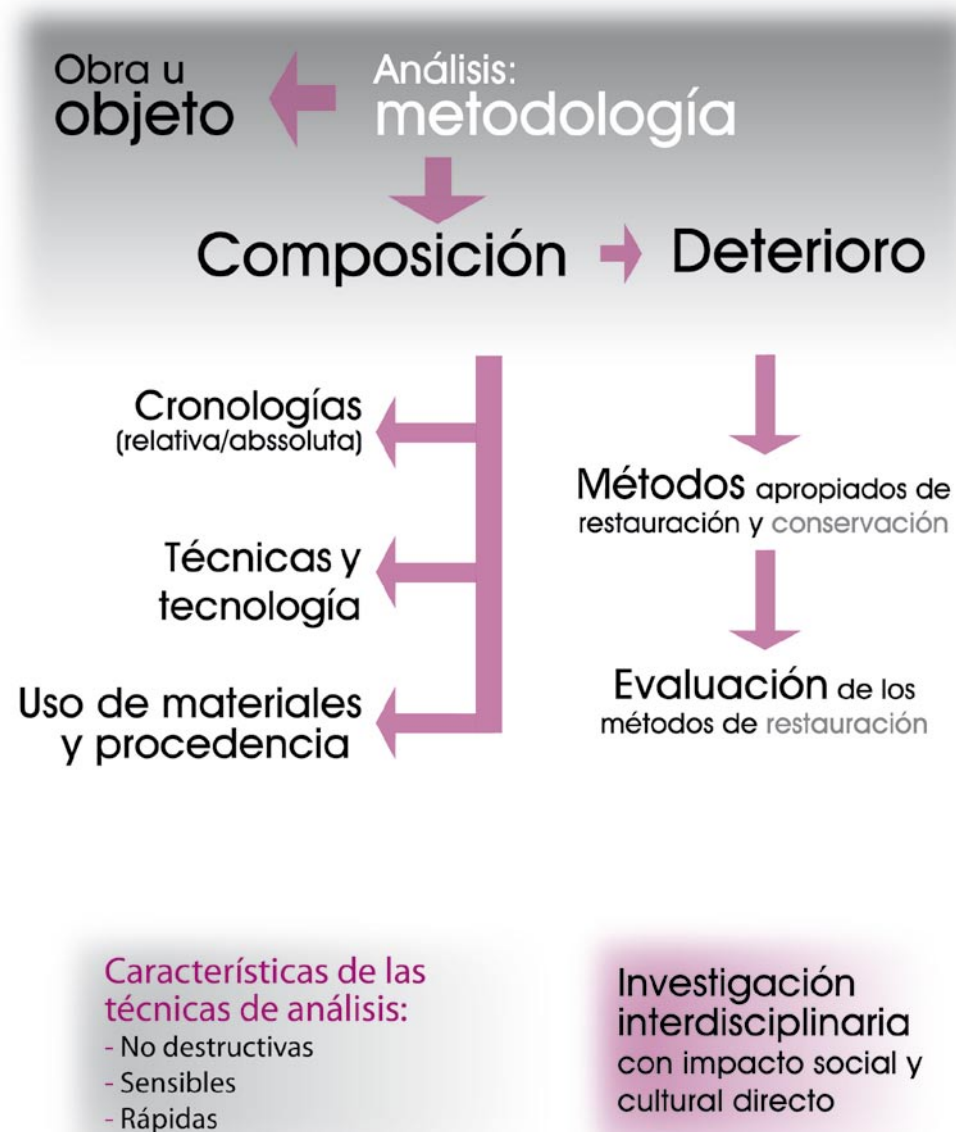 Obra u
objeto
Análisis:
metodología
Composición
Deterioro
Cronologías
(relativa/abssoluta)
Técnicas y
tecnología
Uso de materiales
y procedencia
Métodos apropiados de
restauración y conservación
Evaluación de los
métodos de restauración
Características de las
técnicas de análisis:
- No destructivas
- Sensibles
- Rápidas
Investigación
interdisciplinaria
con impacto social y
cultural directo